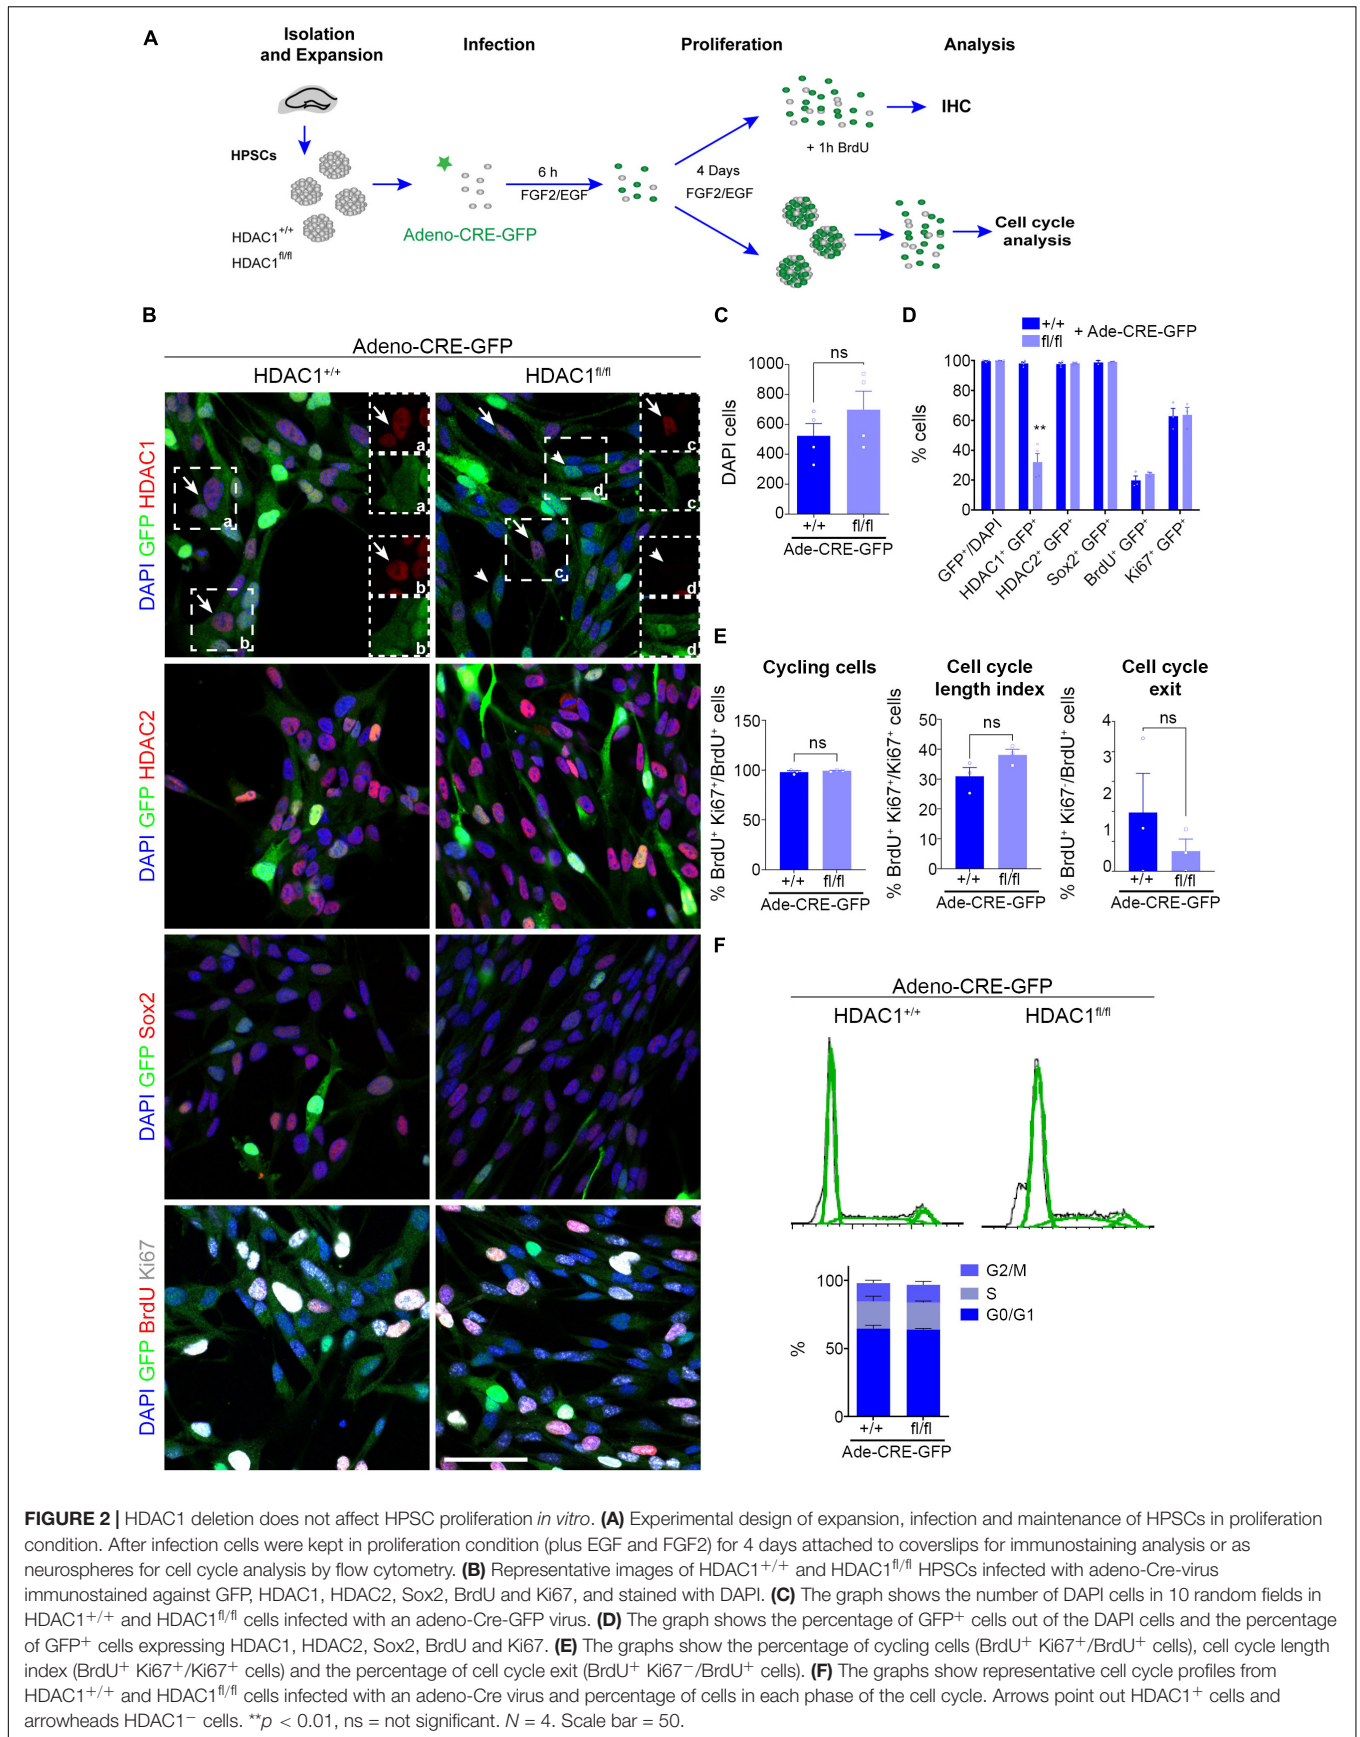 A
Isolation
and Expansion
Infection
Proliferation
Analysis
HPSCs
HDAC1+/+
HDAC1fl/fl
Adeno-CRE-GFP
6 h
FGF2/EGF
4 Days
FGF2/EGF
+ 1h BrdU
IHC
Cell cycle
analysis
B
Adeno-CRE-GFP
HDAC1+/+
HDAC1fl/fl
DAPI GFP HDAC1
a
b
a
a
b
b
d
c
c
c
d
d
DAPI GFP HDAC2
DAPI GFP Sox2
DAPI GFP BrdU Ki67
C
DAPI cells
1000
800
600
400
200
0
ns
+/+
fl/fl
Ade-CRE-GFP
D
+/+
fl/fl
+ Ade-CRE-GFP
% cells
100
80
60
40
20
0
**
GFP+/DAPI
HDAC1+ GFP+
HDAC2+ GFP+
Sox2+ GFP+
BrdU+ GFP+
Ki67+ GFP+
E
Cycling cells
% BrdU+ Ki67+/BrdU+ cells
150
100
50
0
ns
+/+
fl/fl
Ade-CRE-GFP
Cell cycle
length index
% BrdU+ Ki67+/Ki67+ cells
50
40
30
20
10
0
ns
+/+
fl/fl
Ade-CRE-GFP
Cell cycle
exit
% BrdU+ Ki67-/BrdU+ cells
4
3
2
1
0
ns
+/+
fl/fl
Ade-CRE-GFP
F
Adeno-CRE-GFP
HDAC1+/+
HDAC1fl/fl
%
100
50
0
G2/M
S
G0/G1
+/+
fl/fl
Ade-CRE-GFP
FIGURE 2 | HDAC1 deletion does not affect HPSC proliferation in vitro. (A) Experimental design of expansion, infection and maintenance of HPSCs in proliferation
condition. After infection cells were kept in proliferation condition (plus EGF and FGF2) for 4 days attached to coverslips for immunostaining analysis or as
neurospheres for cell cycle analysis by flow cytometry. (B) Representative images of HDAC1+/+ and HDAC1fl/fl HPSCs infected with adeno-Cre-virus
immunostained against GFP, HDAC1, HDAC2, Sox2, BrdU and Ki67, and stained with DAPI. (C) The graph shows the number of DAPI cells in 10 random fields in
HDAC1+/+ and HDAC1fl/fl cells infected with an adeno-Cre-GFP virus. (D) The graph shows the percentage of GFP+ cells out of the DAPI cells and the percentage
of GFP+ cells expressing HDAC1, HDAC2, Sox2, BrdU and Ki67. (E) The graphs show the percentage of cycling cells (BrdU+ Ki67+/BrdU+ cells), cell cycle length
index (BrdU+ Ki67+/Ki67+ cells) and the percentage of cell cycle exit (BrdU+ Ki67−/BrdU+ cells). (F) The graphs show representative cell cycle profiles from
HDAC1+/+ and HDAC1fl/fl cells infected with an adeno-Cre virus and percentage of cells in each phase of the cell cycle. Arrows point out HDAC1+ cells and
arrowheads HDAC1− cells. **p < 0.01, ns = not significant. N = 4. Scale bar = 50.